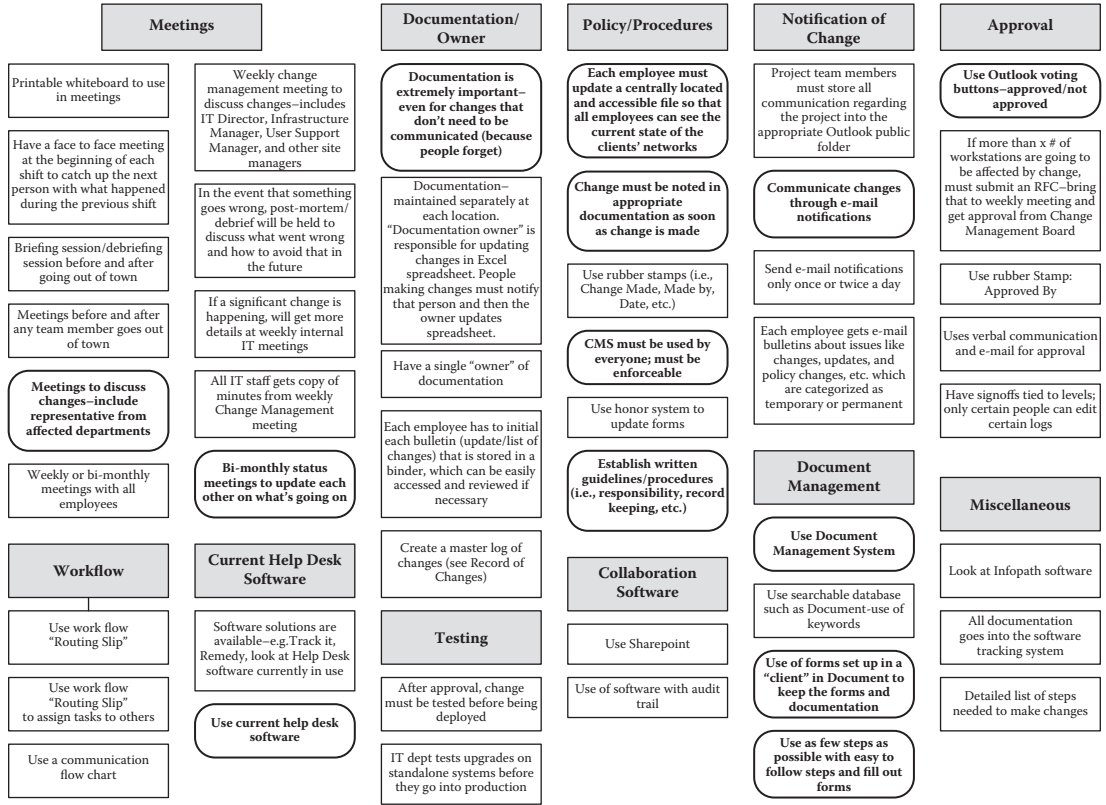 Meetings
Printable whiteboard to use
in meetings
Have a face to face meeting
at the beginning of each
shift to catch up the next
person with what happened
during the previous shift
Briefing session/debriefing
session before and after
going out of town
Meetings before and after
any team member goes out
of town
Meetings to discuss
changes–include
representative from
affected departments
Weekly or bi-monthly
meetings with all
employees
Weekly change
management meeting to
discuss changes–includes
IT Director, Infrastructure
Manager, User Support
Manager, and other site
managers
In the event that something
goes wrong, post-mortem/
debrief will be held to
discuss what went wrong
and how to avoid that in
the future
If a significant change is
happening, will get more
details at weekly internal
IT meetings
All IT staff gets copy of
minutes from weekly
Change Management
meeting
Bi-monthly status
meetings to update each
other on what's going on
Workflow
Use work flow
“Routing Slip”
Use work flow
“Routing Slip”
to assign tasks to others
Use a communication
flow chart
Current Help Desk
Software
Software solutions are
available–e.g.Track it,
Remedy, look at Help Desk
software currently in use
Use current help desk
software
Documentation/
Owner
Documentation is
extremely important–
even for changes that
don't need to be
communicated (because
people forget)
Documentation–
maintained separately at
each location.
“Documentation owner” is
responsible for updating
changes in Excel
spreadsheet. People
making changes must notify
that person and then the
owner updates
spreadsheet.
Have a single “owner” of
documentation
Each employee has to initial
each bulletin (update/list of
changes) that is stored in a
binder, which can be easily
accessed and reviewed if
necessary
Create a master log of
changes (see Record of
Changes)
Testing
After approval, change
must be tested before being
deployed
IT dept tests upgrades on
standalone systems before
they go into production
Policy/Procedures
Each employee must
update a centrally located
and accessible file so that
all employees can see the
current state of the
clients' networks
Change must be noted in
appropriate
documentation as soon
as change is made
Use rubber stamps (i.e.,
Change Made, Made by,
Date, etc.)
CMS must be used by
everyone; must be
enforceable
Use honor system to
update forms
Establish written
guidelines/procedures
(i.e., responsibility, record
keeping, etc.)
Collaboration
Software
Use Sharepoint
Use of software with audit
trail
Notification of
Change
Project team members
must store all
communication regarding
the project into the
appropriate Outlook public
folder
Communicate changes
through e-mail
notifications
Send e-mail notifications
only once or twice a day
Each employee gets e-mail
bulletins about issues like
changes, updates, and
policy changes, etc. which
are categorized as
temporary or permanent
Document
Management
Use Document
Management System
Use searchable database
such as Document-use of
keywords
Use of forms set up in a
“client” in Document to
keep the forms and
documentation
Use as few steps as
possible with easy to
follow steps and fill out
forms
Approval
Use Outlook voting
buttons–approved/not
approved
If more than x # of
workstations are going to
be affected by change,
must submit an RFC–bring
that to weekly meeting and
get approval from Change
Management Board
Use rubber Stamp:
Approved By
Uses verbal communication
and e-mail for approval
Have signoffs tied to levels;
only certain people can edit
certain logs
Miscellaneous
Look at Infopath software
All documentation
goes into the software
tracking system
Detailed list of steps
needed to make changes